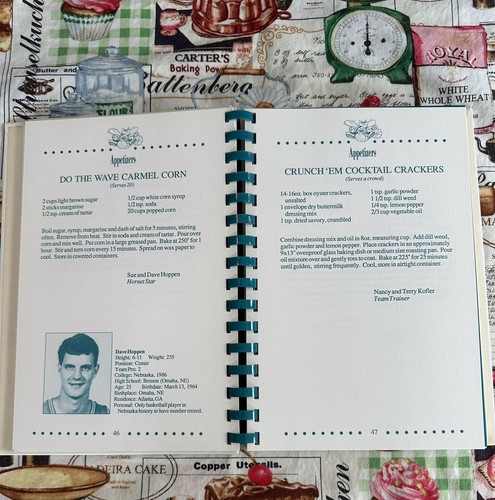 CARTER'S
Baking Pow
Butter and
Battenberg
FLOUR
ROYAL
WHITE
WHOLE WHEAT
Appetizers
DO THE WAVE CARMEL CORN
(Serves 20)
2 cups light brown sugar
2 sticks margarine
1/2 tsp. cream of tartar
1/2 cup white corn syrup
1/2 tsp. soda
20 cups popped corn
Boil sugar, syrup, margarine and dash of salt for 5 minutes, stirring
often. Remove from heat. Stir in soda and cream of tartar. Pour over
corn and mix well. Put corn in a large greased pan. Bake at 250° for 1
hour. Stir and turn corn every 15 minutes. Spread on wax paper to
cool. Store in covered containers.
Sue and Dave Hoppen
Hornet Star
Dave Hoppen
Height: 6-11 Weight: 235
Position: Center
Years Pro: 2
College: Nebraska, 1986
High School: Benson (Omaha, NE)
Age: 25 Birthdate: March 13, 1964
Birthplace: Omaha, NE
Residence: Atlanta, GA
Personal: Only basketball player in
Nebraska history to have number retired.
46
Appetizers
CRUNCH 'EM COCKTAIL CRACKERS
(Serves a crowd)
14-16oz. box oyster crackers,
unsalted
1 envelope dry buttermilk
dressing mix
1 tsp. dried savory, crumbled
1 tsp. garlic powder
1 1/2 tsp. dill weed
1/4 tsp. lemon pepper
2/3 cup vegetable oil
Combine dressing mix and oil in 8oz. measuring cup. Add dill weed,
garlic powder and lemon pepper. Place crackers in an approximately
9x13" ovenproof glass baking dish or medium size roasting pan. Pour
oil mixture over and gently toss to coat. Bake at 225° for 25 minutes
until golden, stirring frequently. Cool, store in airtight container.
Nancy and Terry Kofler
Team Trainer
47
DEIRA CAKE
Copper Utensils.